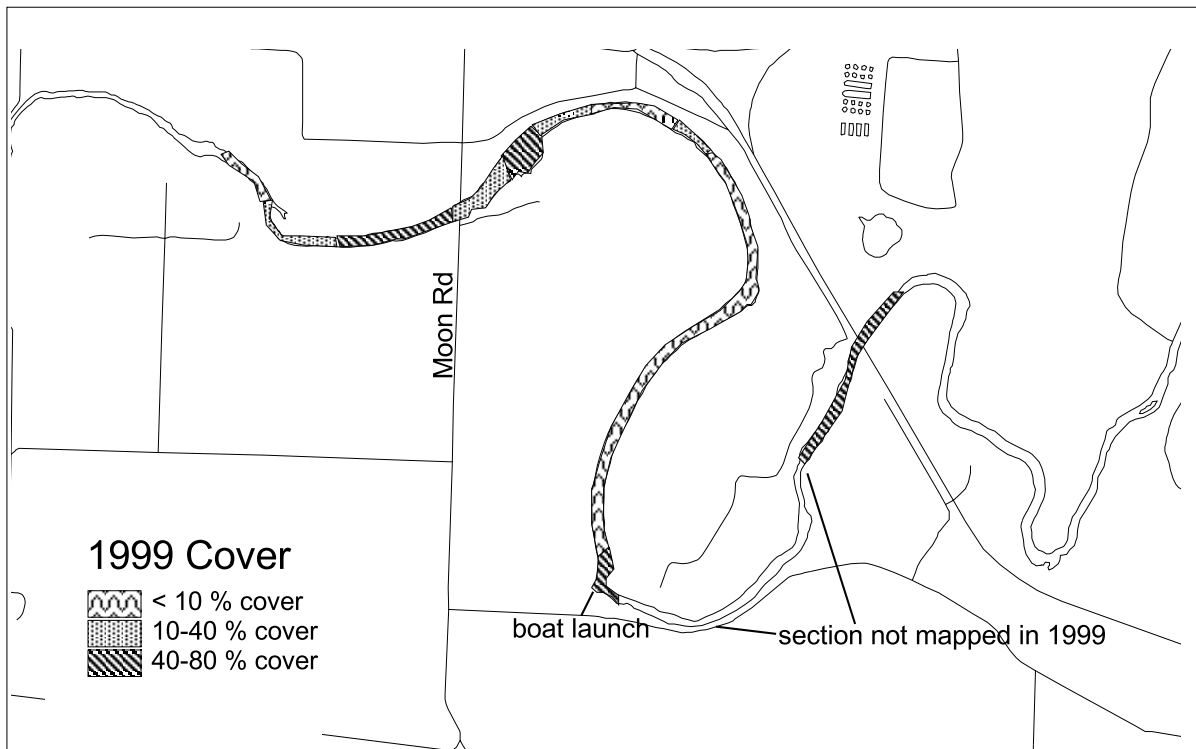 Moon Rd
1999 Cover
< 10 % cover
10-40 % cover
40-80 % cover
boat launch
section not mapped in 1999